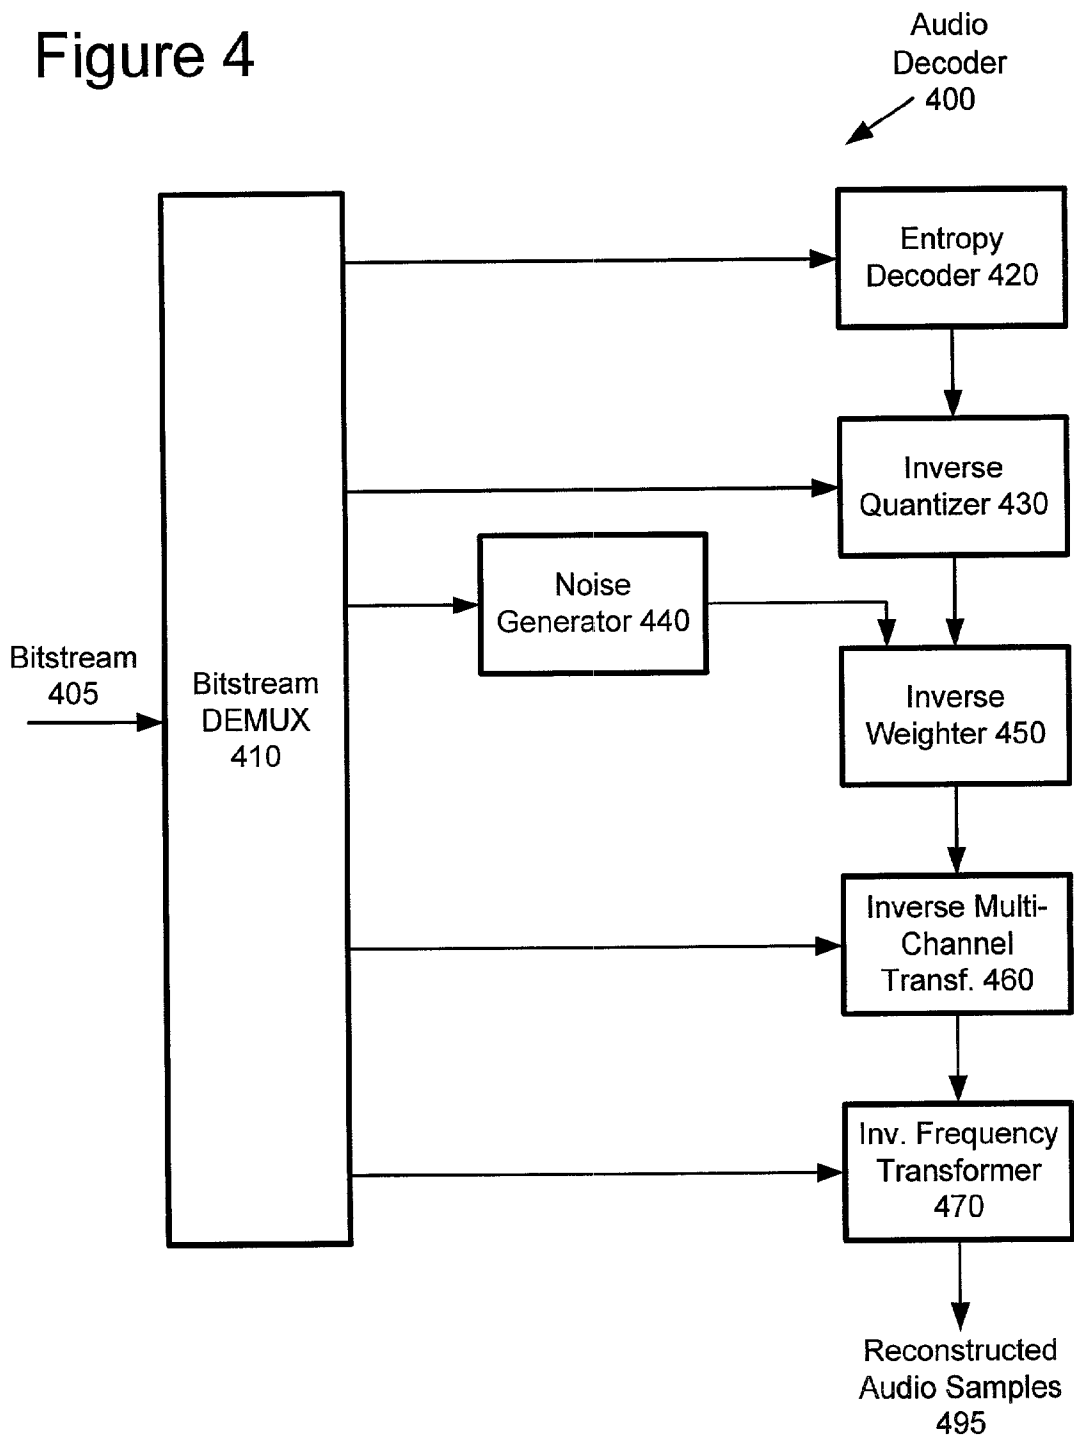 Figure 4
Audio
Decoder
400
Entropy
Decoder 420
Inverse
Quantizer 430
Noise
Generator 440
Bitstream
405
Bitstream
DEMUX
410
Inverse
Weighter 450
Inverse Multi-
Channel
Transf. 460
Inv. Frequency
Transformer
470
Reconstructed
Audio Samples
495